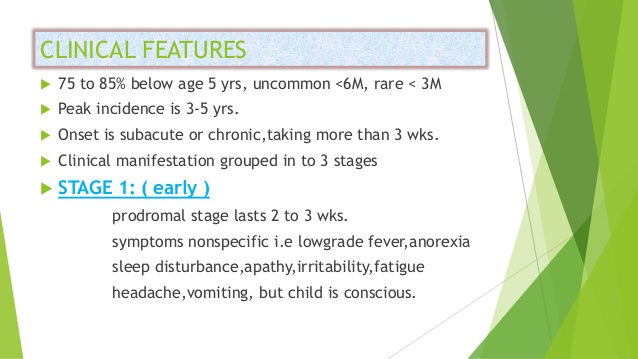 CLINICAL FEATURES
75 to 85% below age 5 yrs, uncommon <6M, rare < 3M
Peak incidence is 3-5 yrs.
Onset is subacute or chronic,taking more than 3 wks.
Clinical manifestation grouped in to 3 stages
STAGE 1: ( early )
prodromal stage lasts 2 to 3 wks.
symptoms nonspecific i.e lowgrade fever,anorexia
sleep disturbance,apathy,irritability,fatigue
headache,vomiting, but child is conscious.